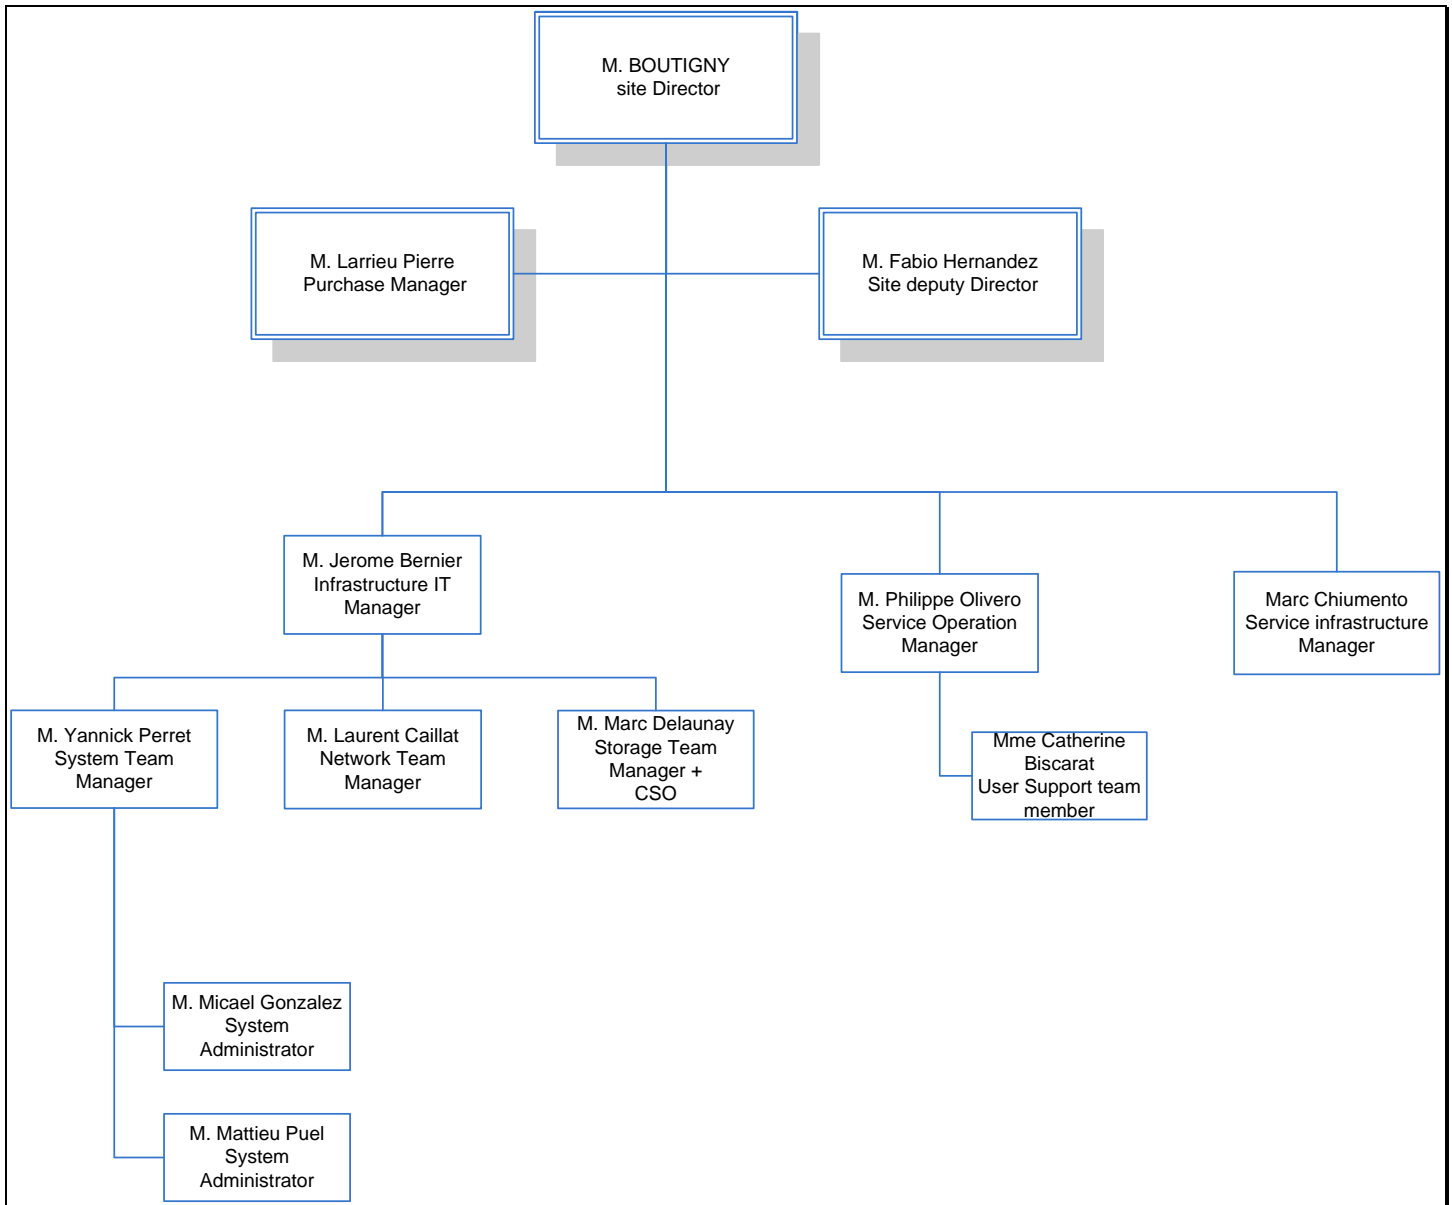 M. BOUTIGNY
site Director
M. Larrieu Pierre
Purchase Manager
M. Fabio Hernandez
Site deputy Director
M. Jerome Bernier
Infrastructure IT
Manager
M. Philippe Olivero
Service Operation
Manager
Marc Chiumento
Service infrastructure
Manager
M. Yannick Perret
System Team
Manager
M. Laurent Caillat
Network Team
Manager
M. Marc Delaunay
Storage Team
Manager +
CSO
Mme Catherine
Biscarat
User Support team
member
M. Micael Gonzalez
System
Administrator
M. Mattieu Puel
System
Administrator